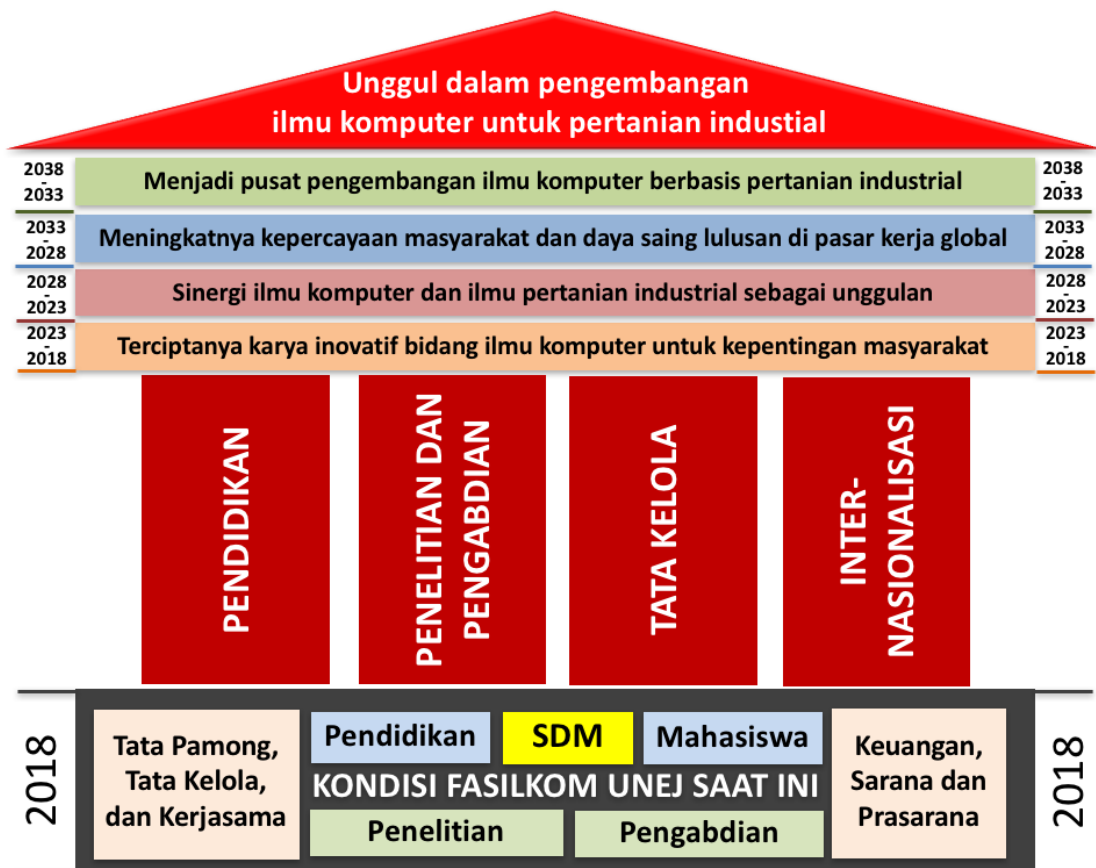 Unggul dalam pengembangan
ilmu komputer untuk pertanian industial
2038
-
2033
Menjadi pusat pengembangan ilmu komputer berbasis pertanian industrial
2038
-
2033
2033
-
2028
Meningkatnya kepercayaan masyarakat dan daya saing lulusan di pasar kerja global
2033
-
2028
2028
-
2023
Sinergi ilmu komputer dan ilmu pertanian industrial sebagai unggulan
2028
-
2023
2023
-
2018
Terciptanya karya inovatif bidang ilmu komputer untuk kepentingan masyarakat
2023
-
2018
PENDIDIKAN
PENELITIAN DAN
PENGABDIAN
TATA KELOLA
INTER-
NASIONALISASI
2018
Tata Pamong,
Tata Kelola,
dan Kerjasama
Pendidikan
SDM
Mahasiswa
KONDISI FASILKOM UNEJ SAAT INI
Penelitian
Pengabdian
Keuangan,
Sarana dan
Prasarana
2018